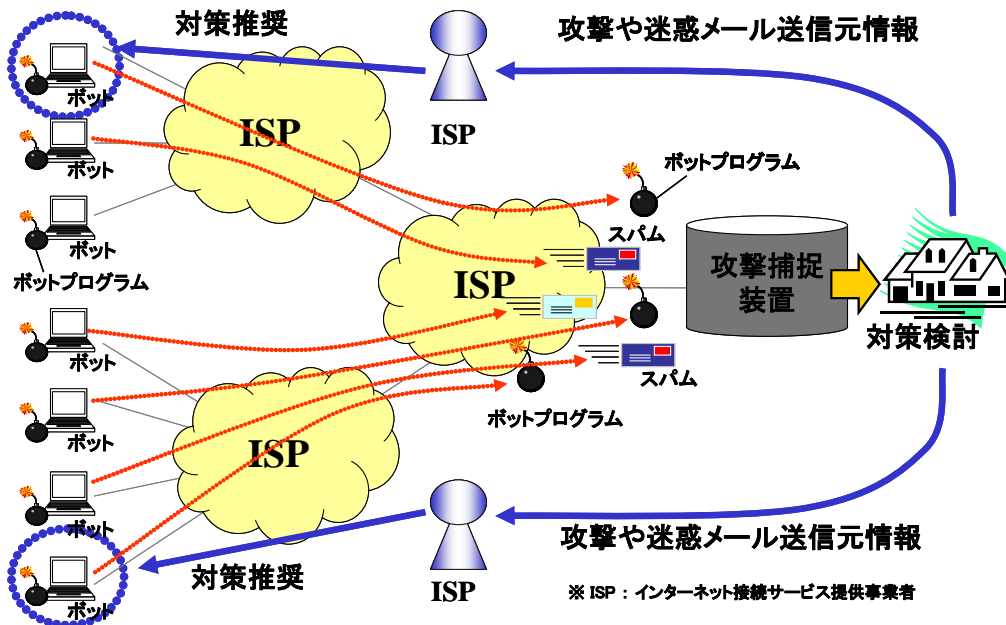 対策推奨
攻撃や迷惑メール送信元情報
ボット
ISP
ISP
ボット
ボットプログラム
ボット
ボットプログラム
スパム
ISP
攻撃捕捉
装置
対策検討
ボット
スパム
ボット
ボットプログラム
ISP
ボット
攻撃や迷惑メール送信元情報
対策推奨
ボット
ISP
※ ISP : インターネット接続サービス提供事業者